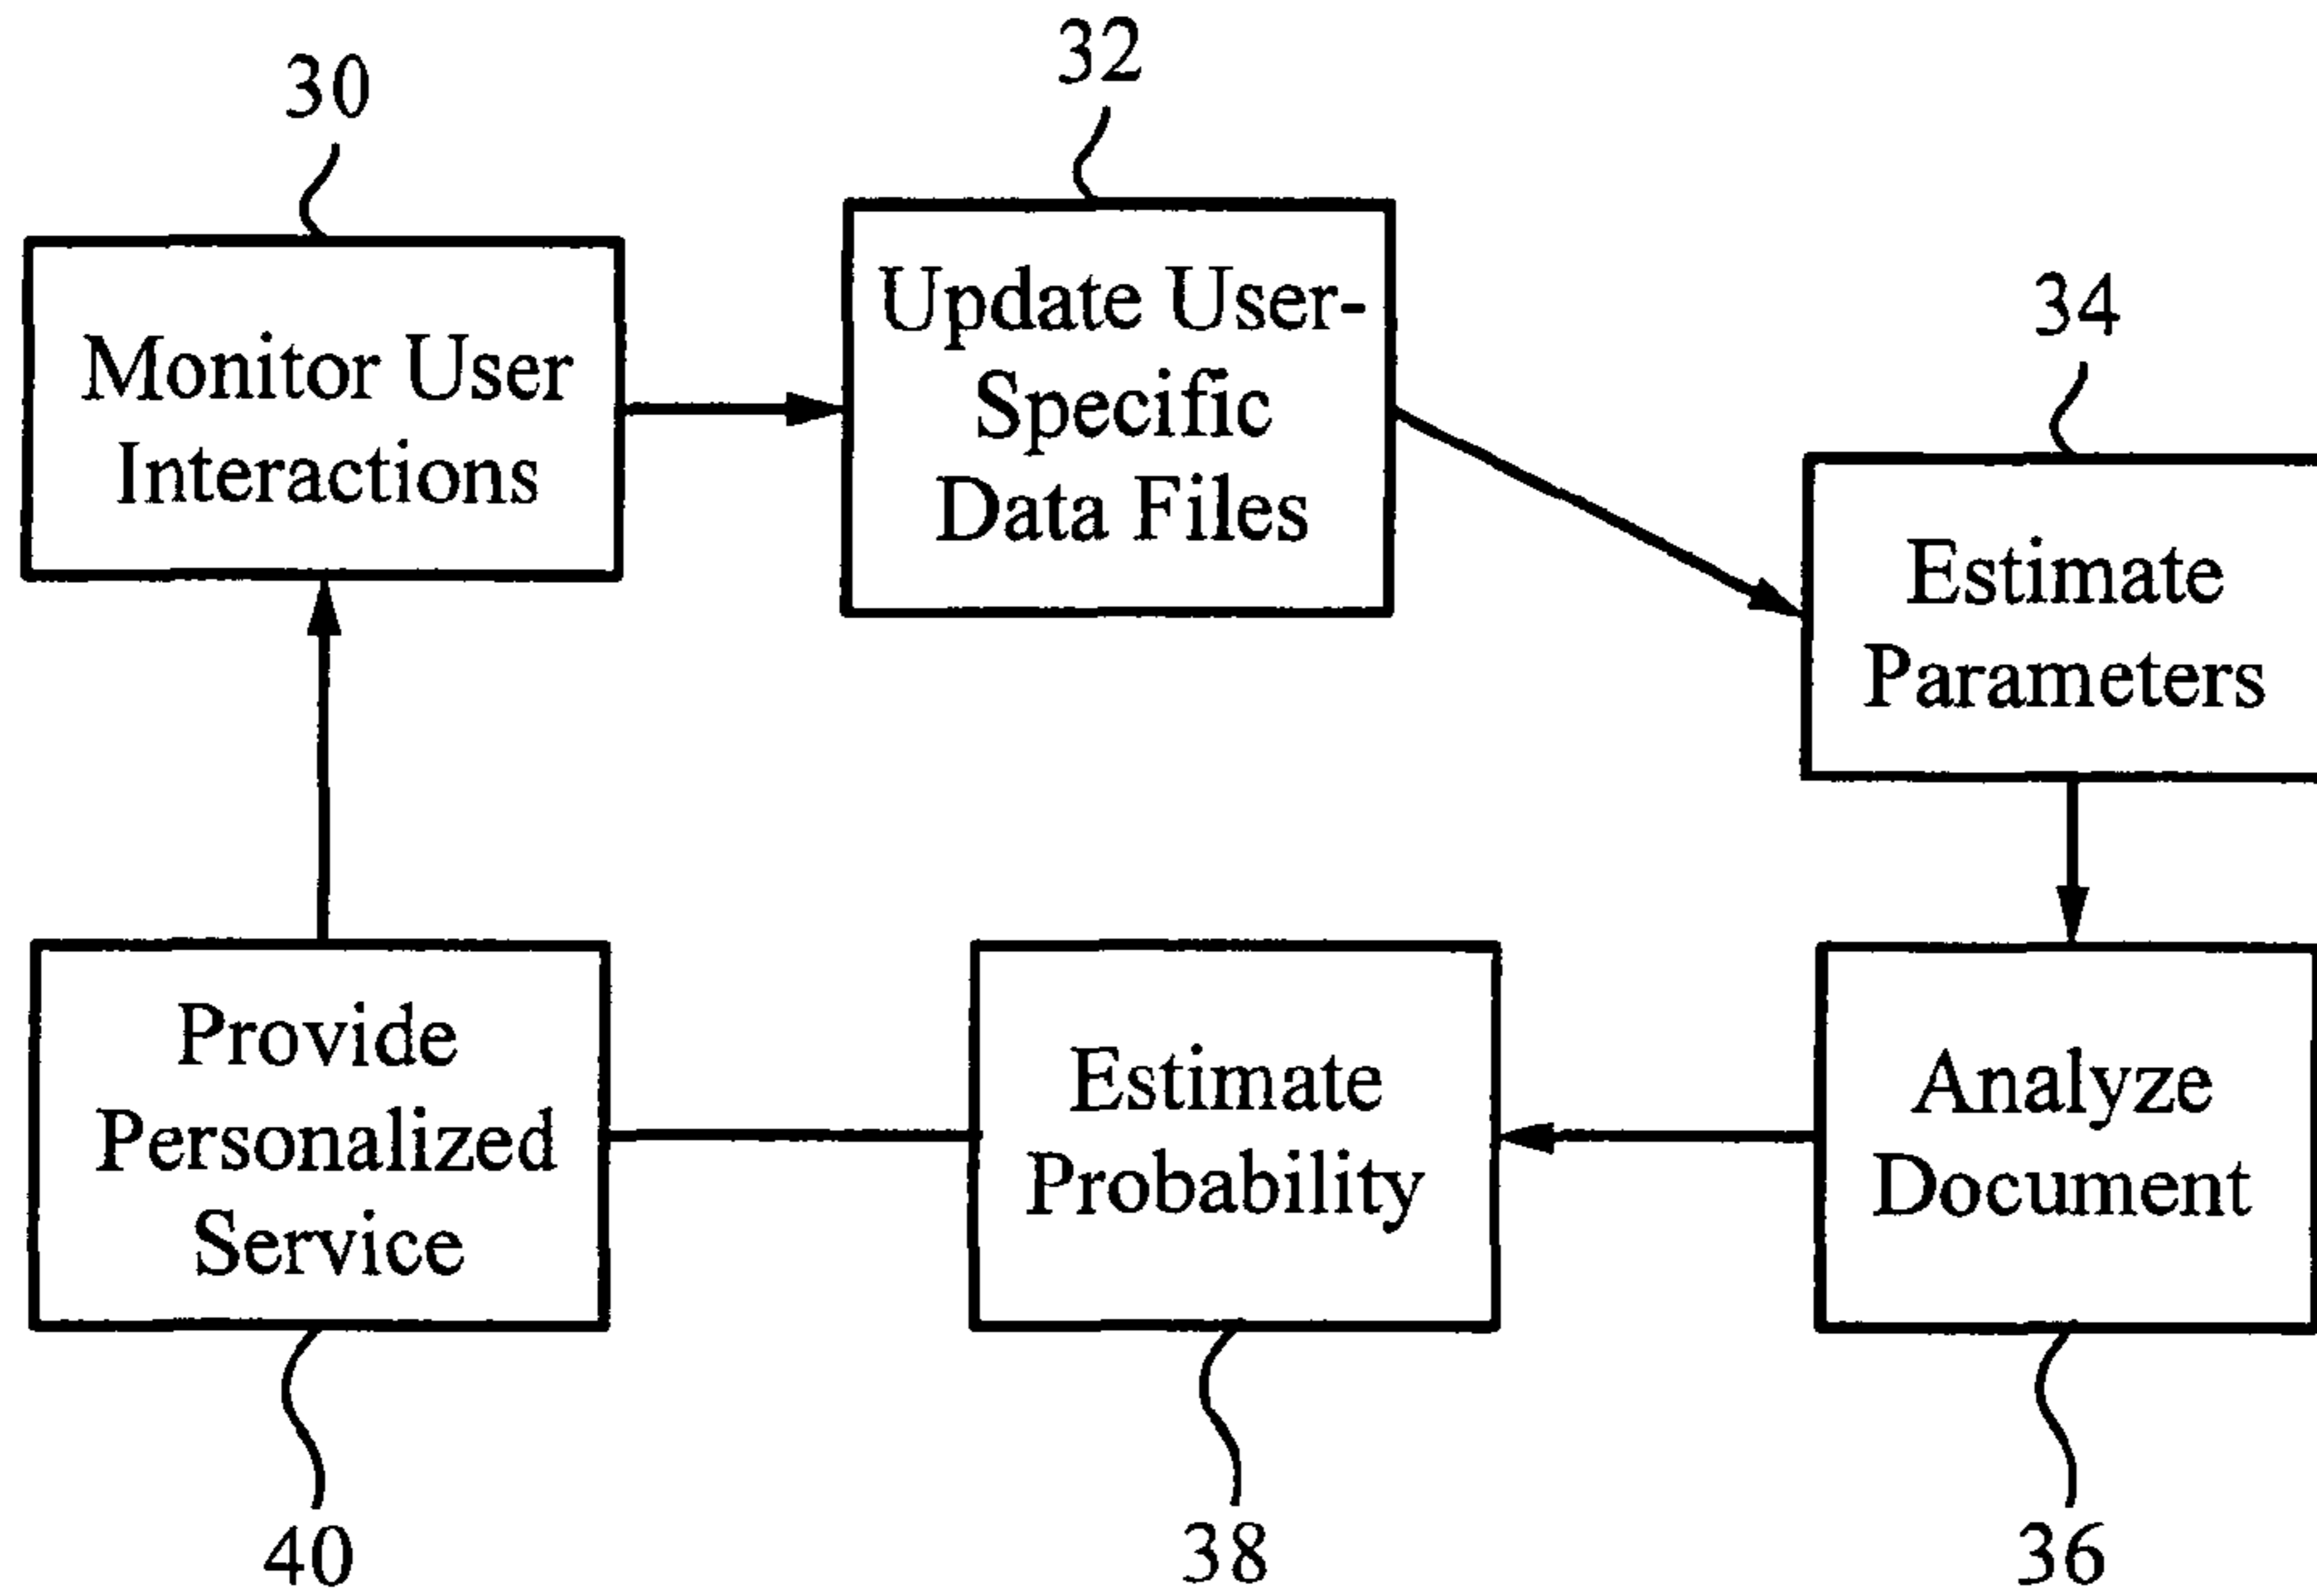 30
32
34
Monitor User
Interactions
Update User-
Specific
Data Files
Estimate
Parameters
Provide
Personalized
Service
Estimate
Probability
Analyze
Document
40
38
36